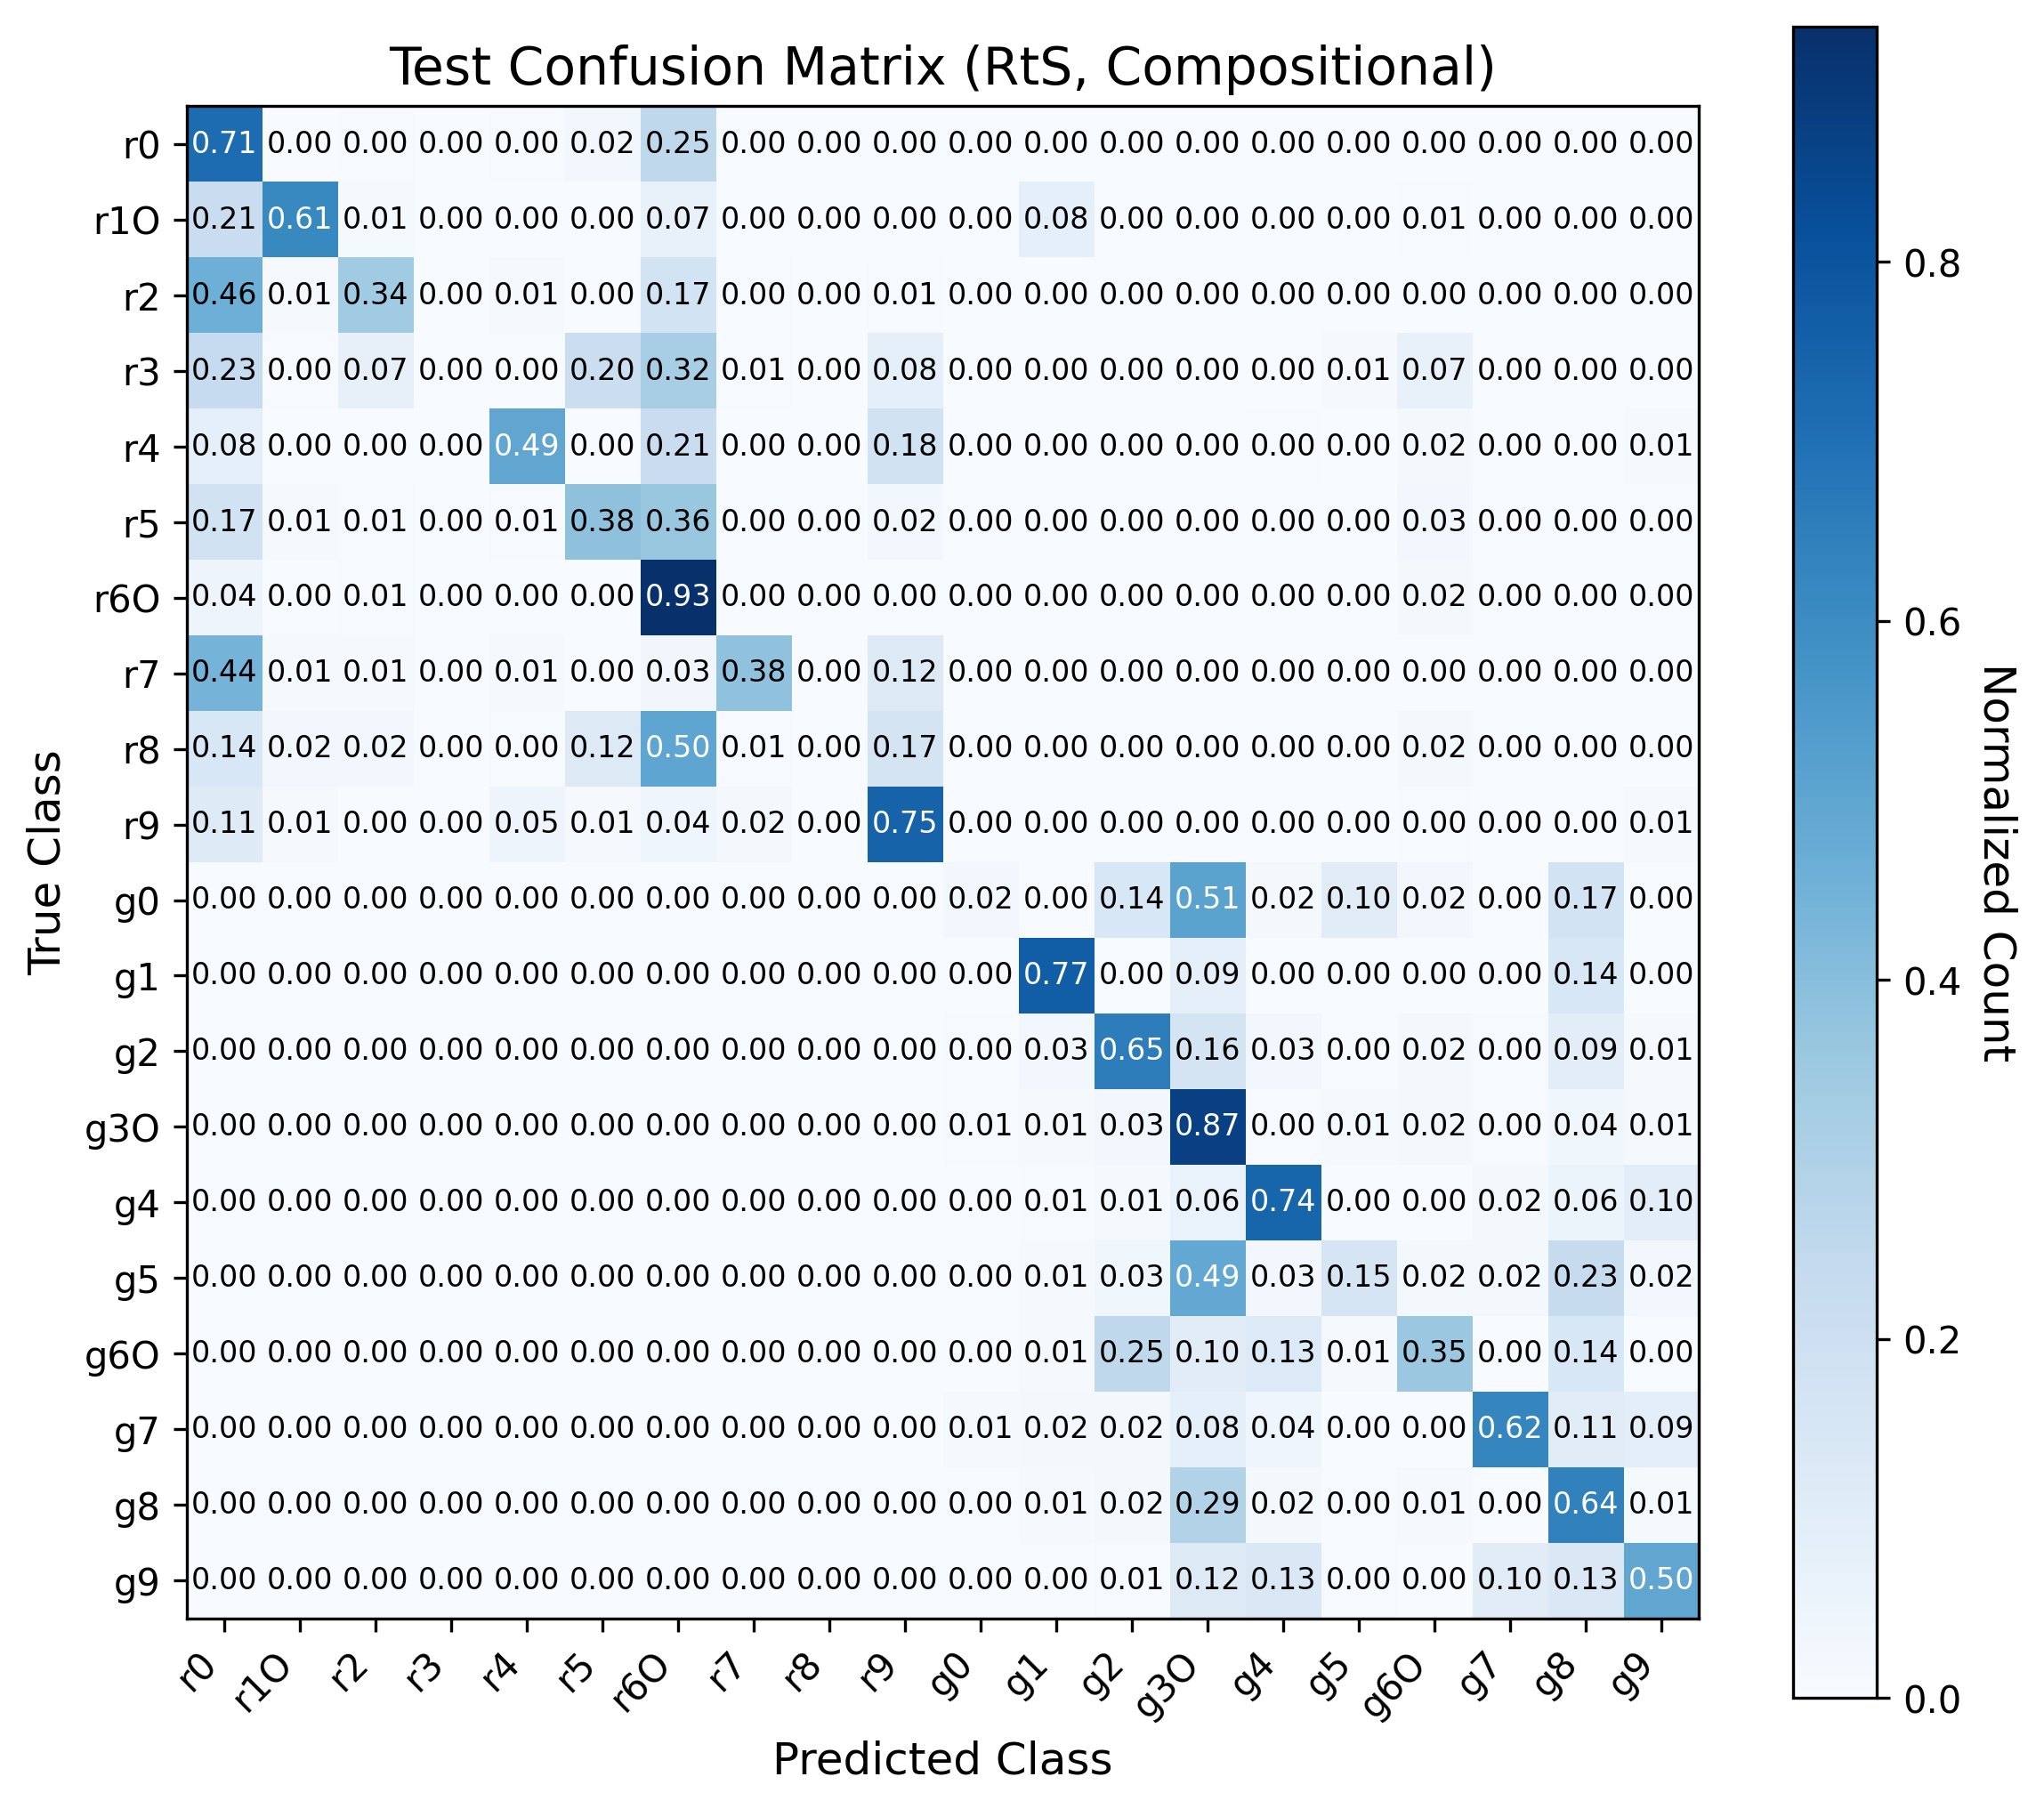 Test Confusion Matrix (RtS, Compositional)
r0 0.71 0.00 0.00 0.00 0.00 0.02 0.25 0.00 0.00 0.00 0.00 0.00 0.00 0.00 0.00 0.00 0.00 0.00 0.00 0.00
r1O 0.21 0.61 0.01 0.00 0.00 0.00 0.07 0.00 0.00 0.00 0.00 0.08 0.00 0.00 0.00 0.00 0.01 0.00 0.00 0.00
r2 0.46 0.01 0.34 0.00 0.01 0.00 0.17 0.00 0.00 0.01 0.00 0.00 0.00 0.00 0.00 0.00 0.00 0.00 0.00 0.00
r3 0.23 0.00 0.07 0.00 0.00 0.20 0.32 0.01 0.00 0.08 0.00 0.00 0.00 0.00 0.00 0.01 0.07 0.00 0.00 0.00
r4 0.08 0.00 0.00 0.00 0.49 0.00 0.21 0.00 0.00 0.18 0.00 0.00 0.00 0.00 0.00 0.00 0.02 0.00 0.00 0.01
r5 0.17 0.01 0.01 0.00 0.01 0.38 0.36 0.00 0.00 0.02 0.00 0.00 0.00 0.00 0.00 0.00 0.03 0.00 0.00 0.00
r6O 0.04 0.00 0.01 0.00 0.00 0.00 0.93 0.00 0.00 0.00 0.00 0.00 0.00 0.00 0.00 0.00 0.02 0.00 0.00 0.00
r7 0.44 0.01 0.01 0.00 0.01 0.00 0.03 0.38 0.00 0.12 0.00 0.00 0.00 0.00 0.00 0.00 0.00 0.00 0.00 0.00
r8 0.14 0.02 0.02 0.00 0.00 0.12 0.50 0.01 0.00 0.17 0.00 0.00 0.00 0.00 0.00 0.00 0.02 0.00 0.00 0.00
r9 0.11 0.01 0.00 0.00 0.05 0.01 0.04 0.02 0.00 0.75 0.00 0.00 0.00 0.00 0.00 0.00 0.00 0.00 0.00 0.01
g0 0.00 0.00 0.00 0.00 0.00 0.00 0.00 0.00 0.00 0.00 0.02 0.00 0.14 0.51 0.02 0.10 0.02 0.00 0.17 0.00
g1 0.00 0.00 0.00 0.00 0.00 0.00 0.00 0.00 0.00 0.00 0.00 0.77 0.00 0.09 0.00 0.00 0.00 0.00 0.14 0.00
g2 0.00 0.00 0.00 0.00 0.00 0.00 0.00 0.00 0.00 0.00 0.00 0.03 0.65 0.16 0.03 0.00 0.02 0.00 0.09 0.01
g3O 0.00 0.00 0.00 0.00 0.00 0.00 0.00 0.00 0.00 0.00 0.01 0.01 0.03 0.87 0.00 0.01 0.02 0.00 0.04 0.01
g4 0.00 0.00 0.00 0.00 0.00 0.00 0.00 0.00 0.00 0.00 0.00 0.01 0.01 0.06 0.74 0.00 0.00 0.02 0.06 0.10
g5 0.00 0.00 0.00 0.00 0.00 0.00 0.00 0.00 0.00 0.00 0.00 0.01 0.03 0.49 0.03 0.15 0.02 0.02 0.23 0.02
g6O 0.00 0.00 0.00 0.00 0.00 0.00 0.00 0.00 0.00 0.00 0.00 0.01 0.25 0.10 0.13 0.01 0.35 0.00 0.14 0.00
g7 0.00 0.00 0.00 0.00 0.00 0.00 0.00 0.00 0.00 0.00 0.01 0.02 0.02 0.08 0.04 0.00 0.00 0.62 0.11 0.09
g8 0.00 0.00 0.00 0.00 0.00 0.00 0.00 0.00 0.00 0.00 0.00 0.01 0.02 0.29 0.02 0.00 0.01 0.00 0.64 0.01
g9 0.00 0.00 0.00 0.00 0.00 0.00 0.00 0.00 0.00 0.00 0.00 0.00 0.01 0.12 0.13 0.00 0.00 0.10 0.13 0.50
r0 r1O r2 r3 r4 r5 r6O r7 r8 r9 g0 g1 g2 g3O g4 g5 g6O g7 g8 g9
Predicted Class
True Class
0.8
0.6
0.4
0.2
0.0
Normalized Count